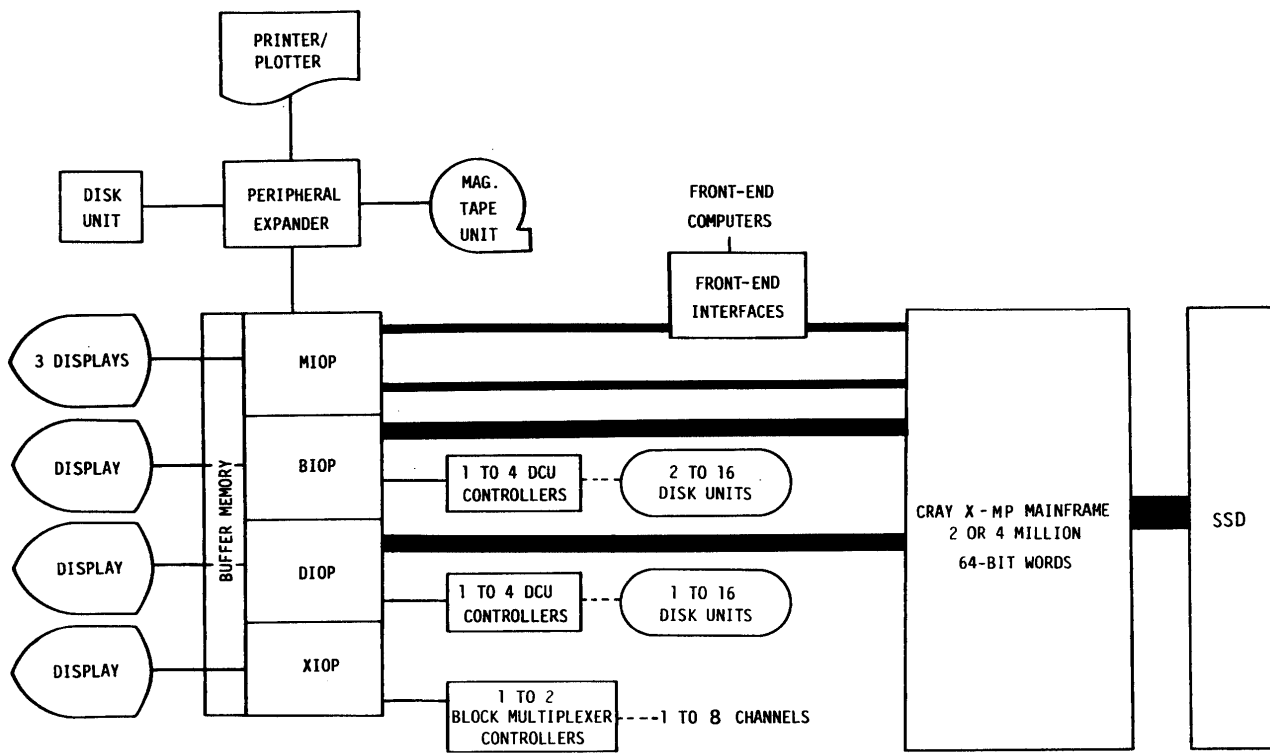 PRINTER/
PLOTTER
DISK
UNIT
PERIPHERAL
EXPANDER
MAG.
TAPE
UNIT
FRONT-END
COMPUTERS
FRONT-END
INTERFACES
3 DISPLAYS
DISPLAY
DISPLAY
DISPLAY
BUFFER MEMORY
MIOP
BIOP
DIOP
XIOP
1 TO 4 DCU
CONTROLLERS
2 TO 16
DISK UNITS
1 TO 4 DCU
CONTROLLERS
1 TO 16
DISK UNITS
1 TO 2
BLOCK MULTIPLEXER
CONTROLLERS
1 TO 8 CHANNELS
CRAY X-MP MAINFRAME
2 OR 4 MILLION
64-BIT WORDS
SSD